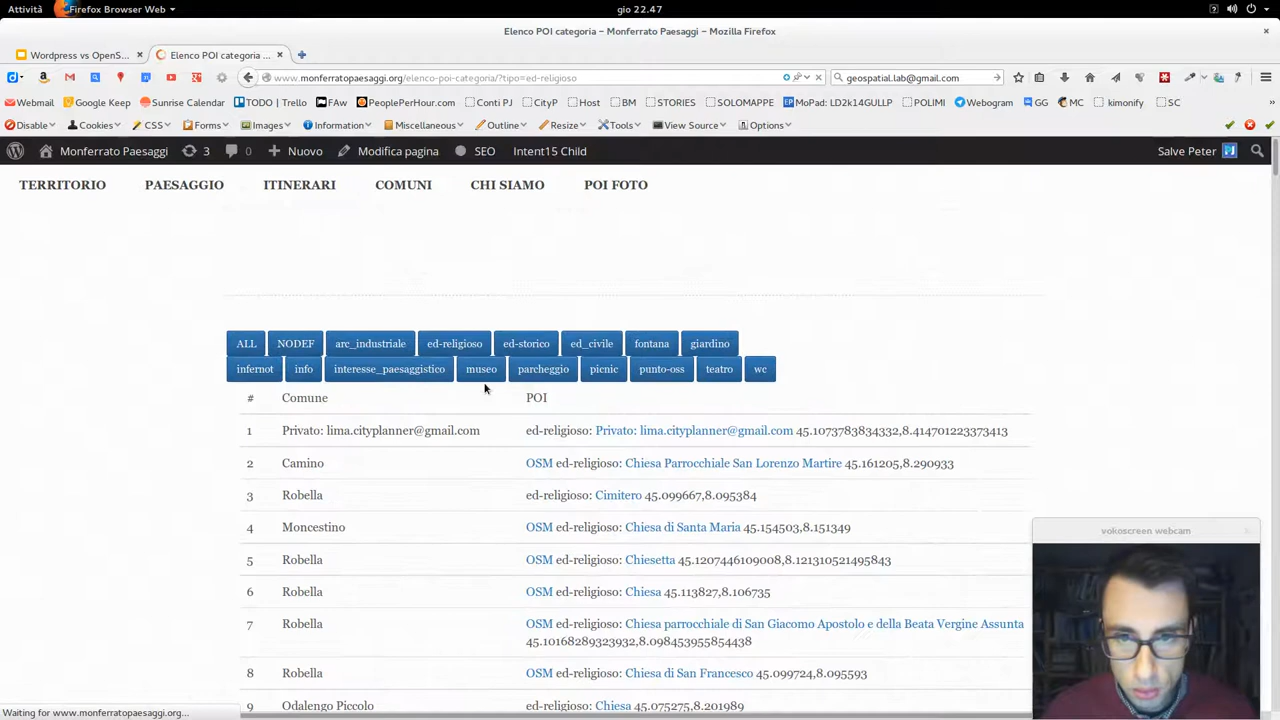 Attività Firefox Browser Web gio 22.47
Elenco POI categoria – Monferrato Paesaggi – Mozilla Firefox
Wordpress vs OpenS... Elenco POI categoria ...
www.monferratopaesaggi.org/elenco-poi-categoria/?tipo=ed-religioso geospatial.lab@gmail.com
Webmail Google Keep Sunrise Calendar TODO | Trello FAw PeoplePerHour.com Conti PJ CityP Host BM STORIES SOLOMAPPE MoPad: LD2k14GULLP POLIMI Webogram GG MC kimonify SC
Disable Cookies CSS Forms Images Information Miscellaneous Outline Resize Tools View Source Options
Monferrato Paesaggi 3 0 Nuovo Modifica pagina SEO Intent15 Child Salve Peter
TERRITORIO PAESAGGIO ITINERARI COMUNI CHI SIAMO POI FOTO
ALL NODEF arc_industriale ed-religioso ed-storico ed_civile fontana giardino
infernot info interesse_paesaggistico museo parcheggio picnic punto-oss teatro wc
# Comune POI
1 Privato: lima.cityplanner@gmail.com ed-religioso: Privato: lima.cityplanner@gmail.com 45.1073783834332,8.414701223373413
2 Camino OSM ed-religioso: Chiesa Parrocchiale San Lorenzo Martire 45.161205,8.290933
3 Robella ed-religioso: Cimitero 45.099667,8.095384
4 Moncestino OSM ed-religioso: Chiesa di Santa Maria 45.154503,8.151349
5 Robella OSM ed-religioso: Chiesetta 45.1207446109008,8.121310521495843
6 Robella OSM ed-religioso: Chiesa 45.113827,8.106735
7 Robella OSM ed-religioso: Chiesa parrocchiale di San Giacomo Apostolo e della Beata Vergine Assunta
45.10168289323932,8.098453955854438
8 Robella OSM ed-religioso: Chiesa di San Francesco 45.099724,8.095593
9 Odalengo Piccolo ed-religioso: Chiesa 45.075275,8.201989
vokoscreen webcam
Waiting for www.monferratopaesaggi.org...